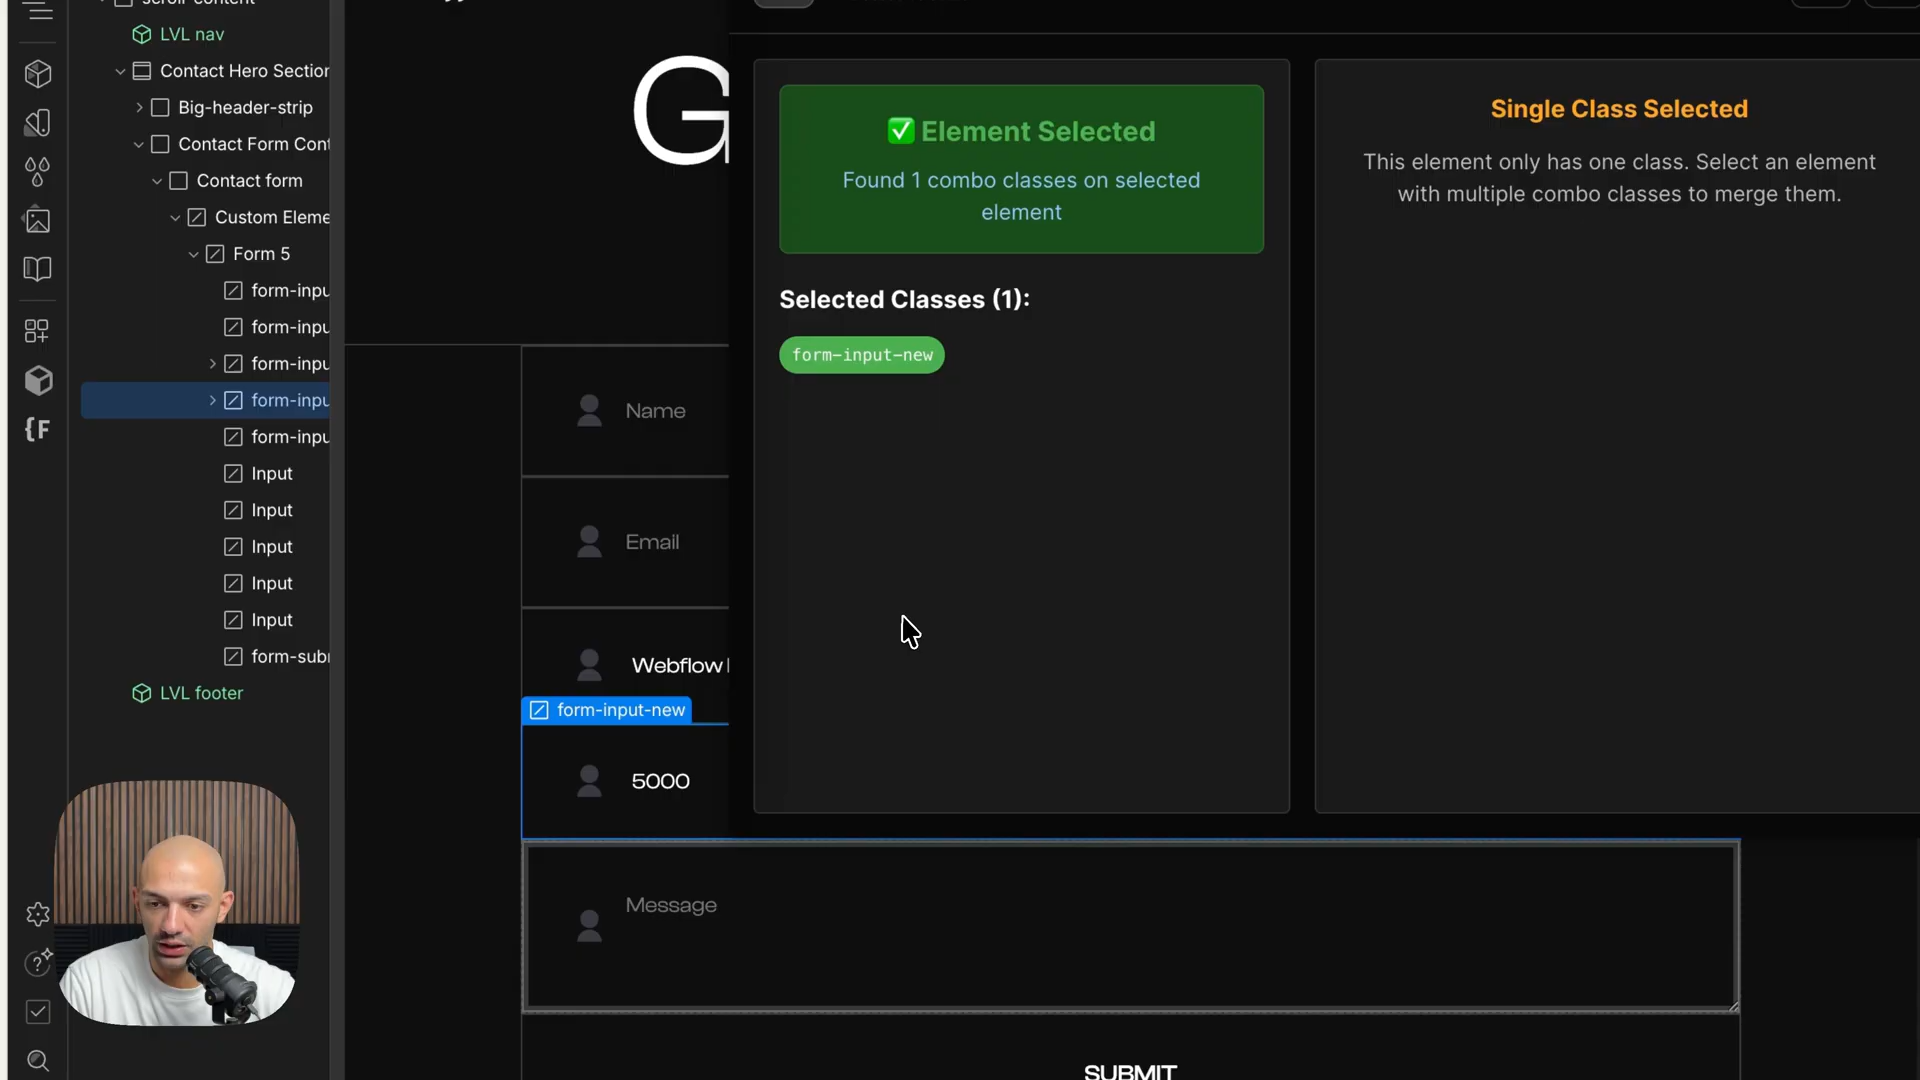 scroll-content
LVL nav
Contact Hero Section
Big-header-strip
Contact Form Cont
Contact form
Custom Eleme
Form 5
form-inpu
form-inpu
form-inpu
form-inpu
form-inpu
Input
Input
Input
Input
Input
form-subr
LVL footer
{F
G
Name
Email
Webflow
form-input-new
5000
Message
SUBMIT
✅ Element Selected
Found 1 combo classes on selected
element
Selected Classes (1):
form-input-new
Single Class Selected
This element only has one class. Select an element
with multiple combo classes to merge them.